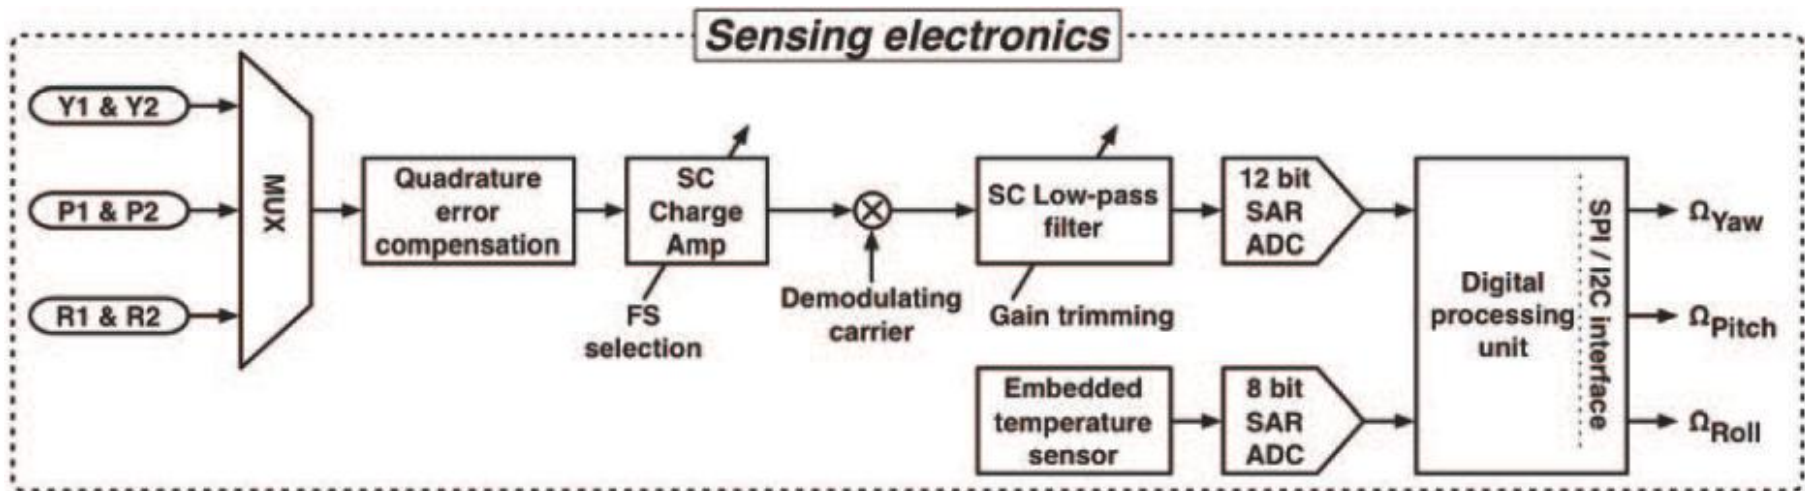 Sensing electronics
Y1 & Y2
P1 & P2
R1 & R2
MUX
Quadrature
error
compensation
SC
Charge
Amp
FS
selection
Demodulating
carrier
SC Low-pass
filter
Gain trimming
12 bit
SAR
ADC
Embedded
temperature
sensor
8 bit
SAR
ADC
Digital
processing
unit
SPI / I2C interface
ΩYaw
ΩPitch
ΩRoll